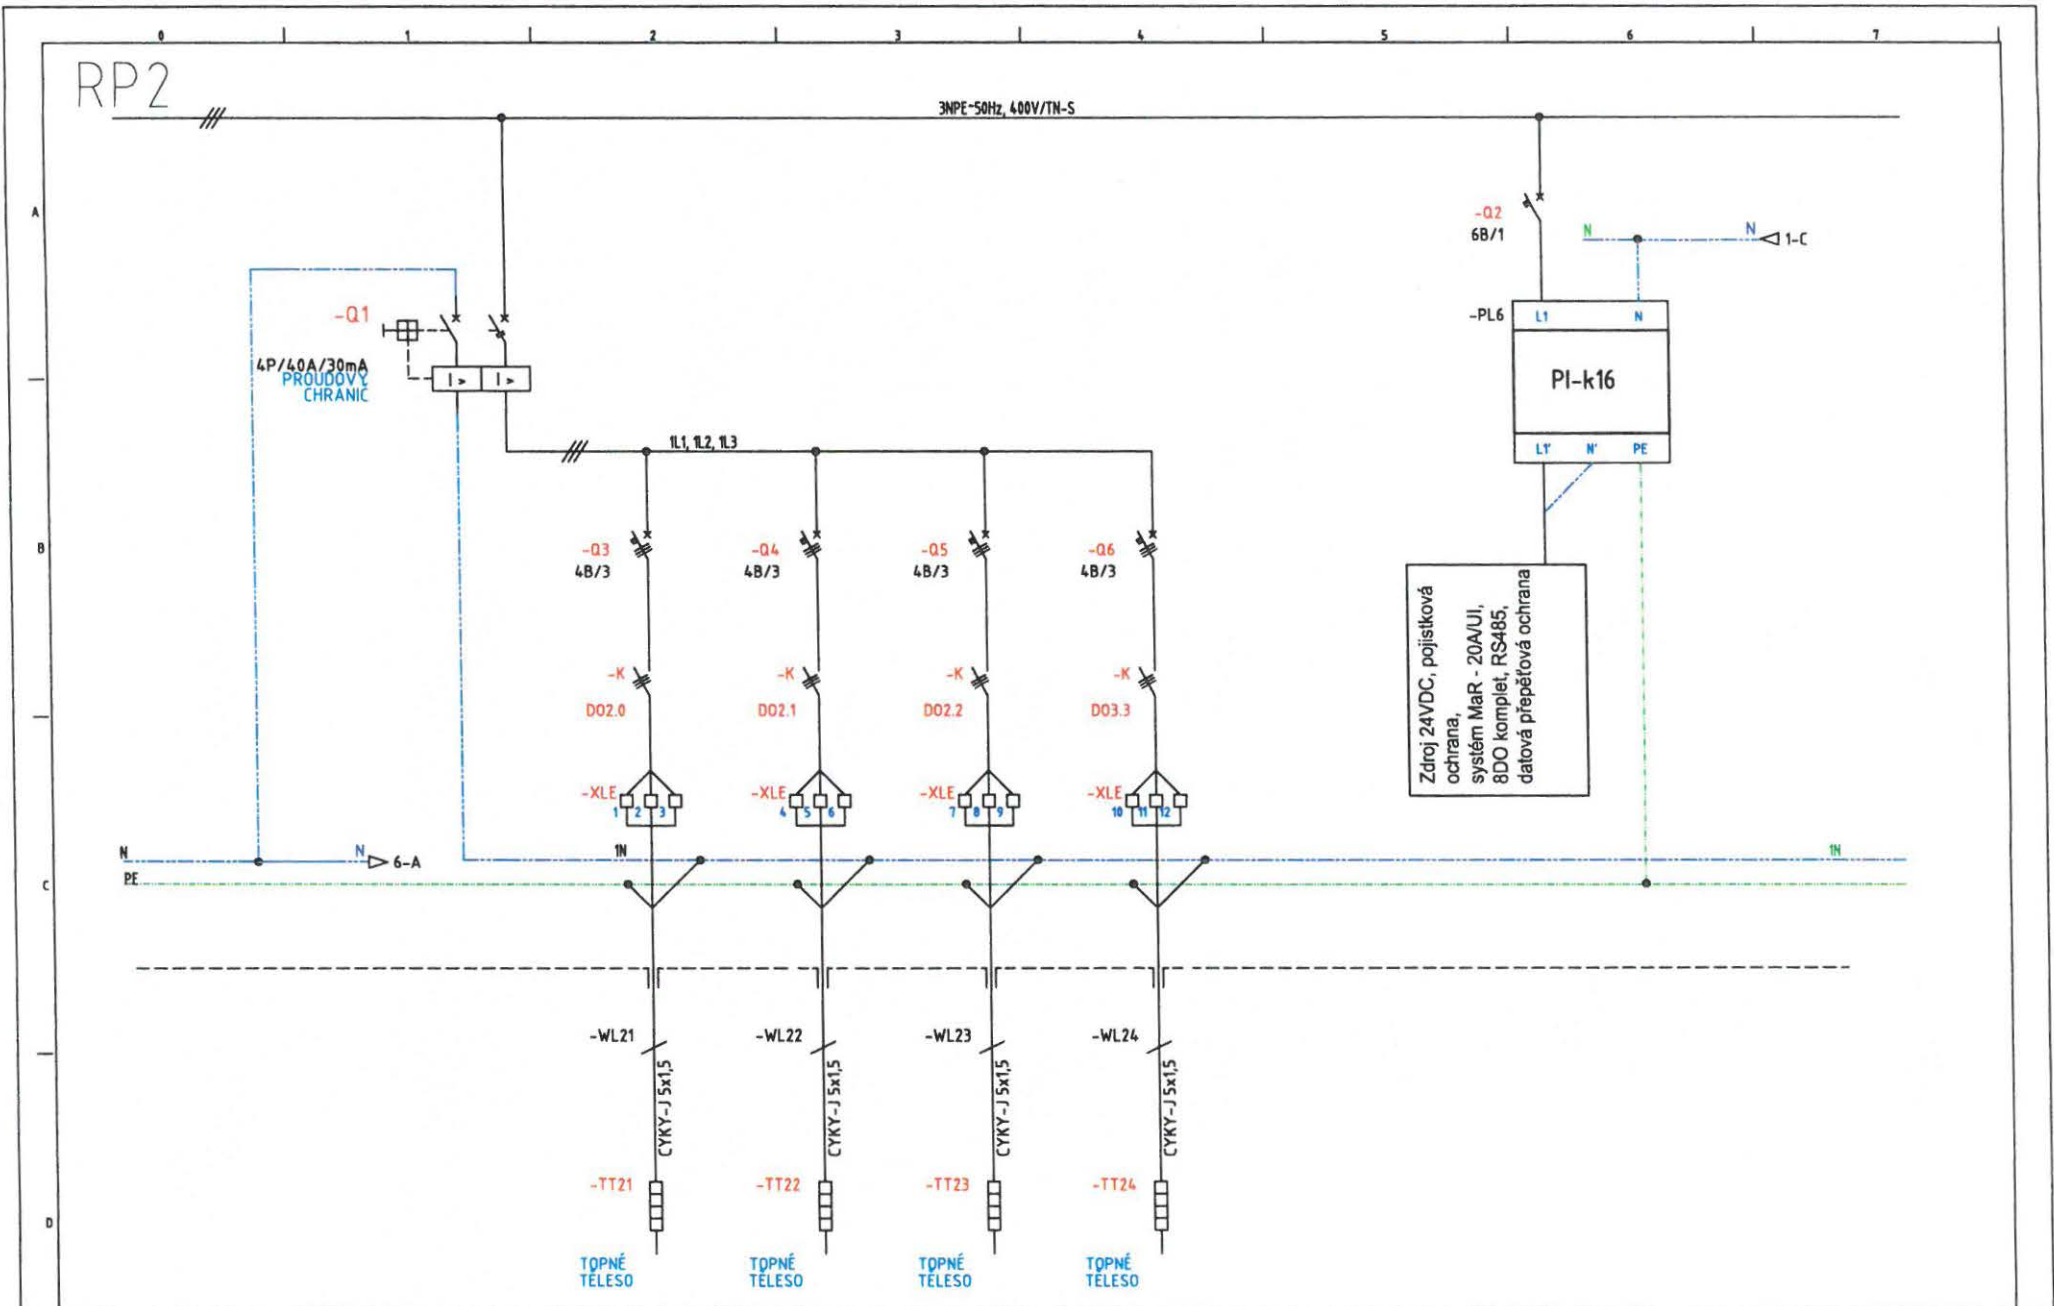 0 1 2 3 4 5 6 7
RP2
3NPE~50Hz, 400V/TN-S
A
-Q2
6B/1
N
N
1-C
-Q1
4P/40A/30mA
PROUDOVÝ
CHRÁNIČ
I >
I >
-PL6
L1
N
PI-k16
L1'
N'
PE
1L1, 1L2, 1L3
B
-Q3
4B/3
-Q4
4B/3
-Q5
4B/3
-Q6
4B/3
-K
DO2.0
-K
DO2.1
-K
DO2.2
-K
DO3.3
Zdroj 24VDC, pojistková
ochrana,
systém MaR - 20A/UI,
8DO komplet, RS485,
datová přepěťová ochrana
-XLE
1 2 3
-XLE
4 5 6
-XLE
7 8 9
-XLE
10 11 12
N
N
6-A
1N
1N
C
PE
-WL21
-WL22
-WL23
-WL24
CYKY-J 5x1,5
CYKY-J 5x1,5
CYKY-J 5x1,5
CYKY-J 5x1,5
-TT21
-TT22
-TT23
-TT24
D
TOPNÉ
TĚLESO
TOPNÉ
TĚLESO
TOPNÉ
TĚLESO
TOPNÉ
TĚLESO